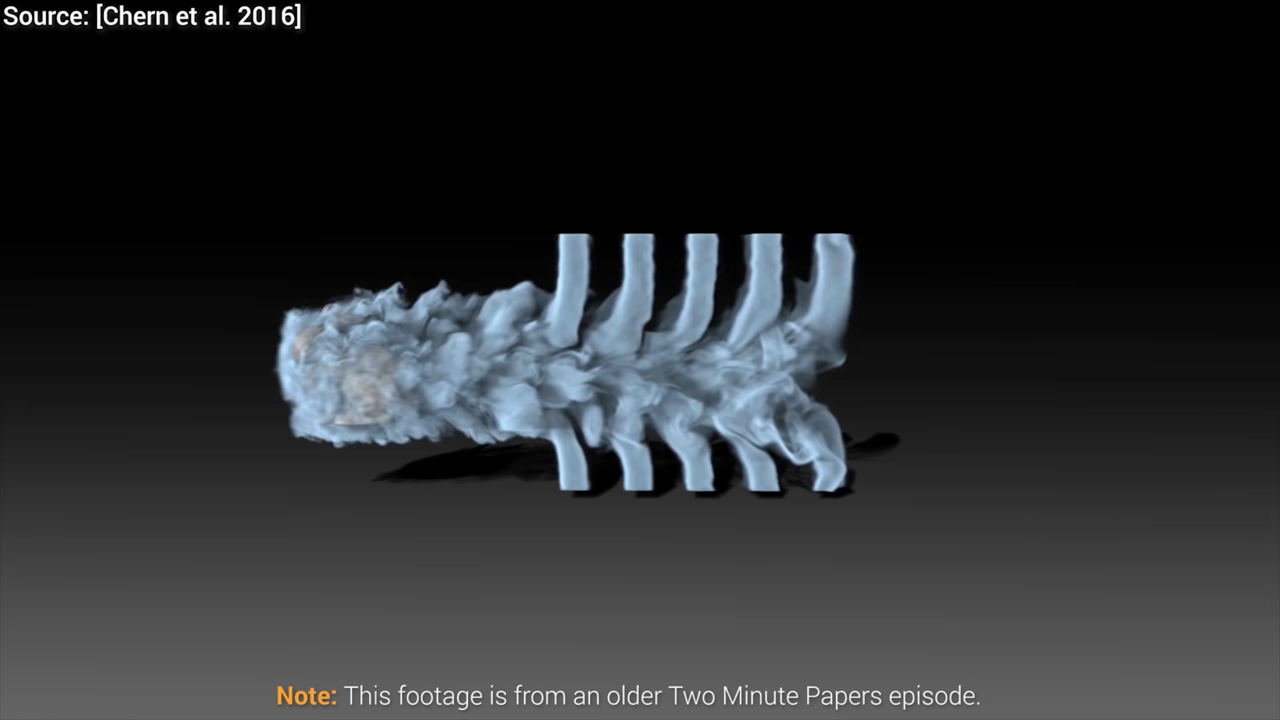 Source: [Chern et al. 2016]
Note: This footage is from an older Two Minute Papers episode.